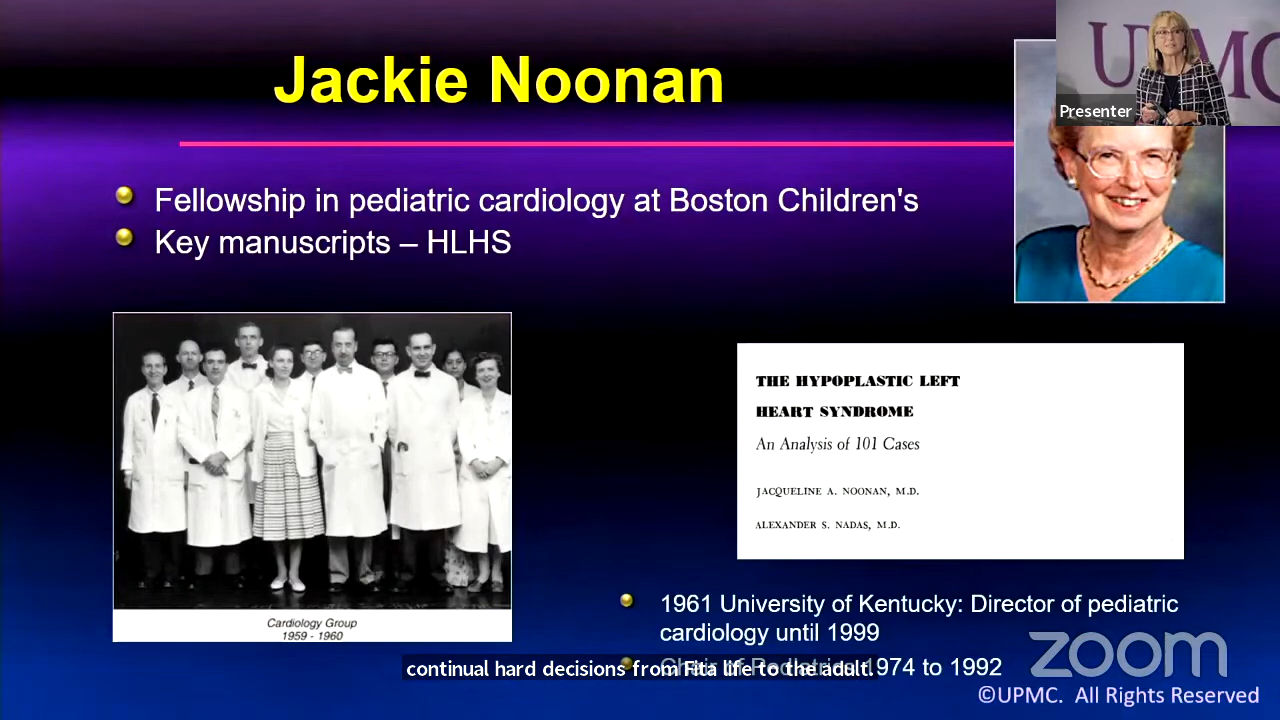 Jackie Noonan
UPMC
Presenter
Fellowship in pediatric cardiology at Boston Children's
Key manuscripts – HLHS
THE HYPOPLASTIC LEFT
HEART SYNDROME
An Analysis of 101 Cases
JACQUELINE A. NOONAN, M.D.
ALEXANDER S. NADAS, M.D.
Cardiology Group
1959 - 1960
1961 University of Kentucky: Director of pediatric
cardiology until 1999
Chair of Pediatrics 1974 to 1992
continual hard decisions from Fita life to the adult.
zoom
©UPMC. All Rights Reserved